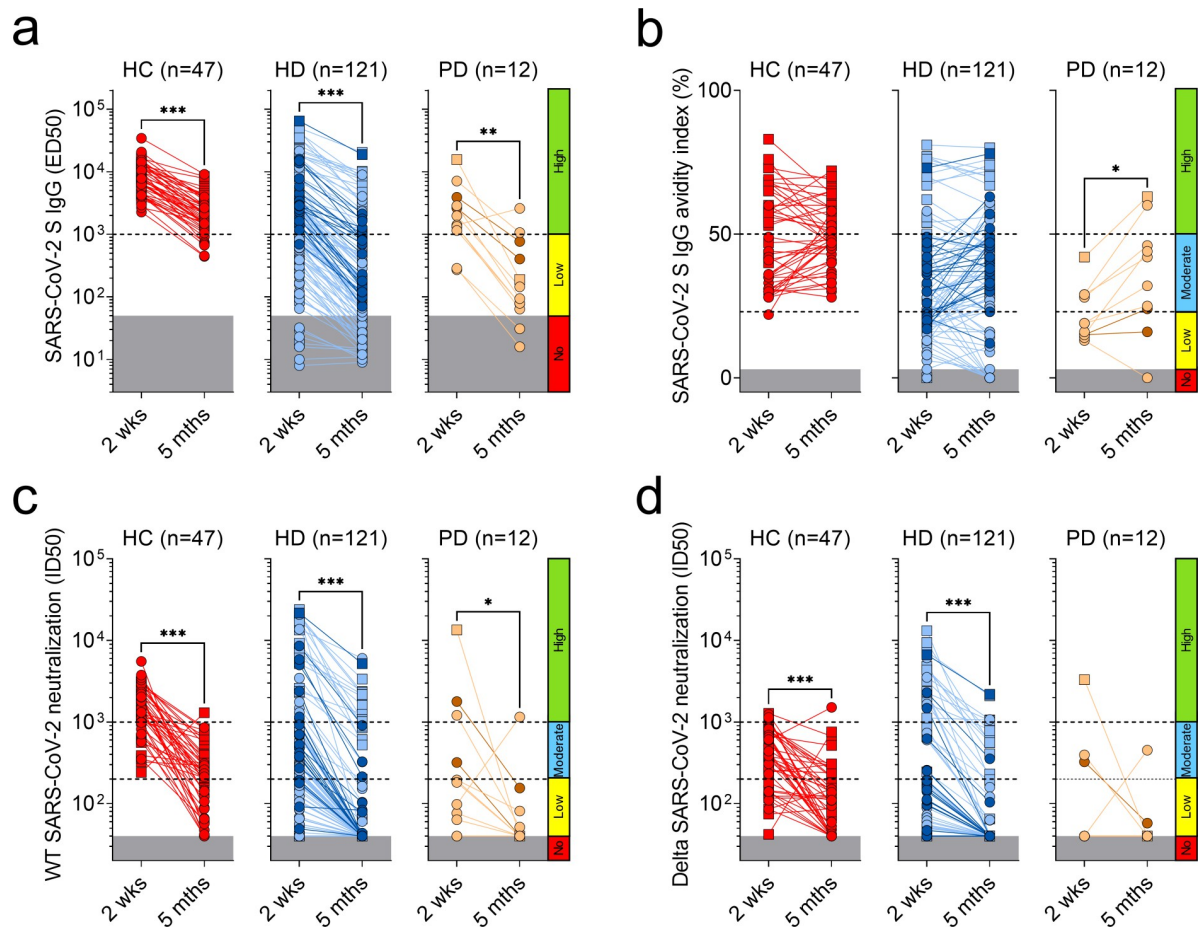 a
HC (n=47)
HD (n=121)
PD (n=12)
SARS-CoV-2 S IgG (ED50)
10⁵
10⁴
10³
10²
10¹
***
***
**
High
Low
No
2 wks
5 mths
2 wks
5 mths
2 wks
5 mths
b
HC (n=47)
HD (n=121)
PD (n=12)
SARS-CoV-2 S IgG avidity index (%)
100
50
0
*
High
Moderate
Low
No
2 wks
5 mths
2 wks
5 mths
2 wks
5 mths
c
HC (n=47)
HD (n=121)
PD (n=12)
WT SARS-CoV-2 neutralization (ID50)
10⁵
10⁴
10³
10²
***
***
*
High
Moderate
Low
No
2 wks
5 mths
2 wks
5 mths
2 wks
5 mths
d
HC (n=47)
HD (n=121)
PD (n=12)
Delta SARS-CoV-2 neutralization (ID50)
10⁵
10⁴
10³
10²
***
***
High
Moderate
Low
No
2 wks
5 mths
2 wks
5 mths
2 wks
5 mths